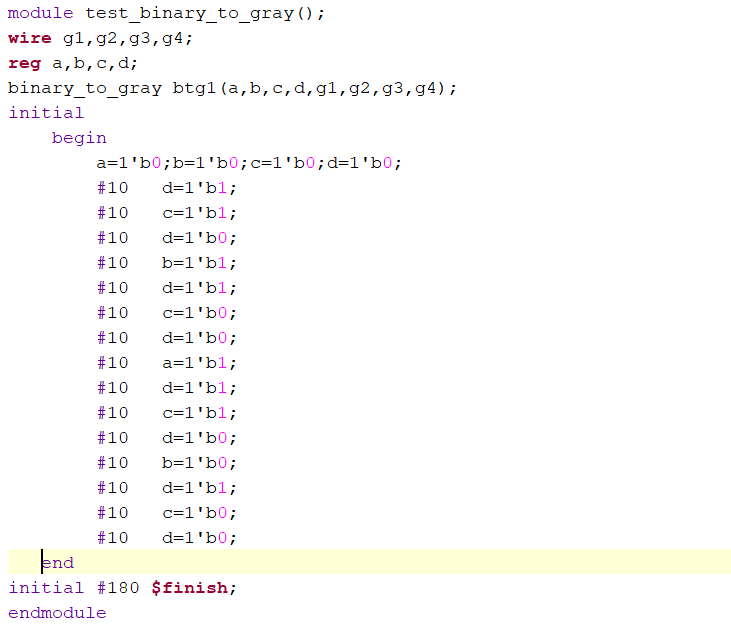 module test_binary_to_gray();
wire g1,g2,g3,g4;
reg a,b,c,d;
binary_to_gray btg1(a,b,c,d,g1,g2,g3,g4);
initial
    begin
        a=1'b0;b=1'b0;c=1'b0;d=1'b0;
        #10   d=1'b1;
        #10   c=1'b1;
        #10   d=1'b0;
        #10   b=1'b1;
        #10   d=1'b1;
        #10   c=1'b0;
        #10   d=1'b0;
        #10   a=1'b1;
        #10   d=1'b1;
        #10   c=1'b1;
        #10   d=1'b0;
        #10   b=1'b0;
        #10   d=1'b1;
        #10   c=1'b0;
        #10   d=1'b0;
   end
initial #180 $finish;
endmodule